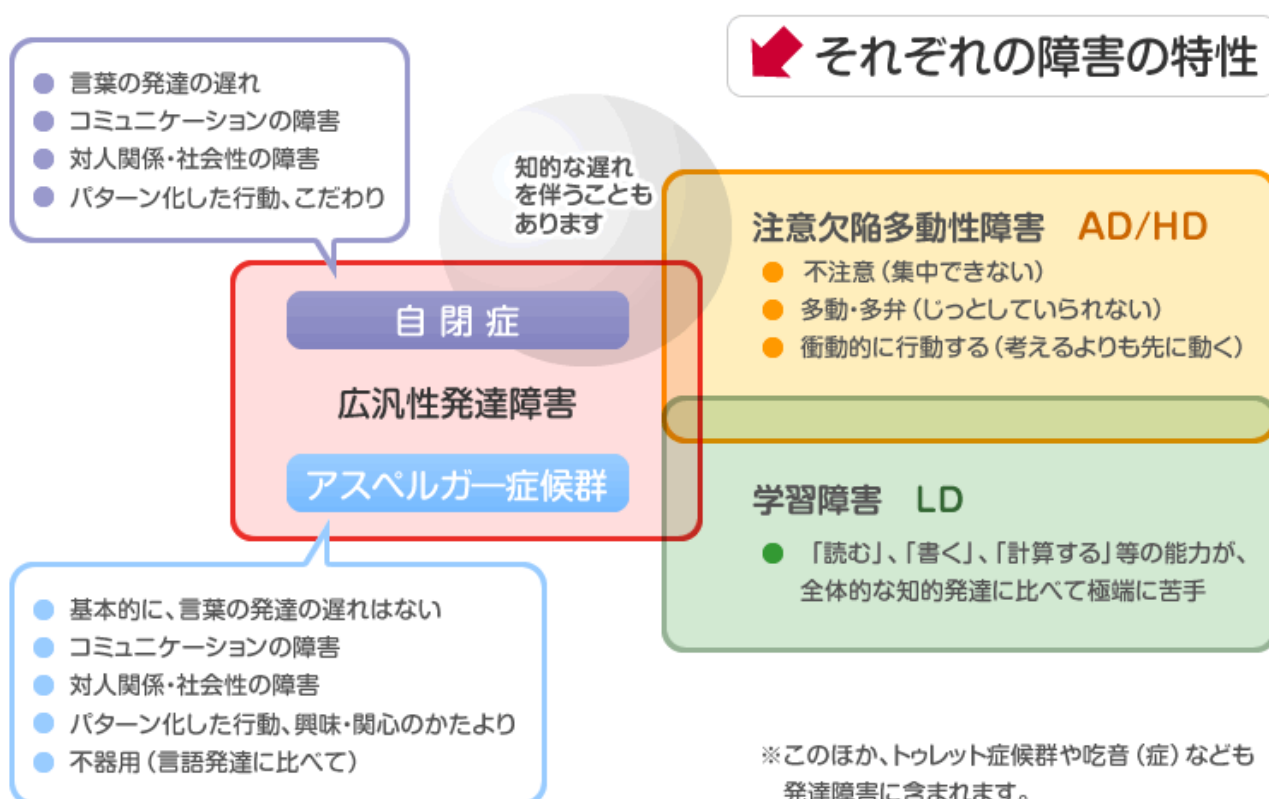 それぞれの障害の特性
言葉の発達の遅れ
コミュニケーションの障害
対人関係・社会性の障害
パターン化した行動、こだわり
知的な遅れ
を伴うことも
あります
自閉症
広汎性発達障害
アスペルガー症候群
基本的に、言葉の発達の遅れはない
コミュニケーションの障害
対人関係・社会性の障害
パターン化した行動、興味・関心のかたより
不器用（言語発達に比べて）
注意欠陥多動性障害 AD/HD
不注意（集中できない）
多動・多弁（じっとしていられない）
衝動的に行動する（考えるよりも先に動く）
学習障害 LD
「読む」、「書く」、「計算する」等の能力が、
全体的な知的発達に比べて極端に苦手
※このほか、トゥレット症候群や吃音（症）なども
発達障害に含まれます。